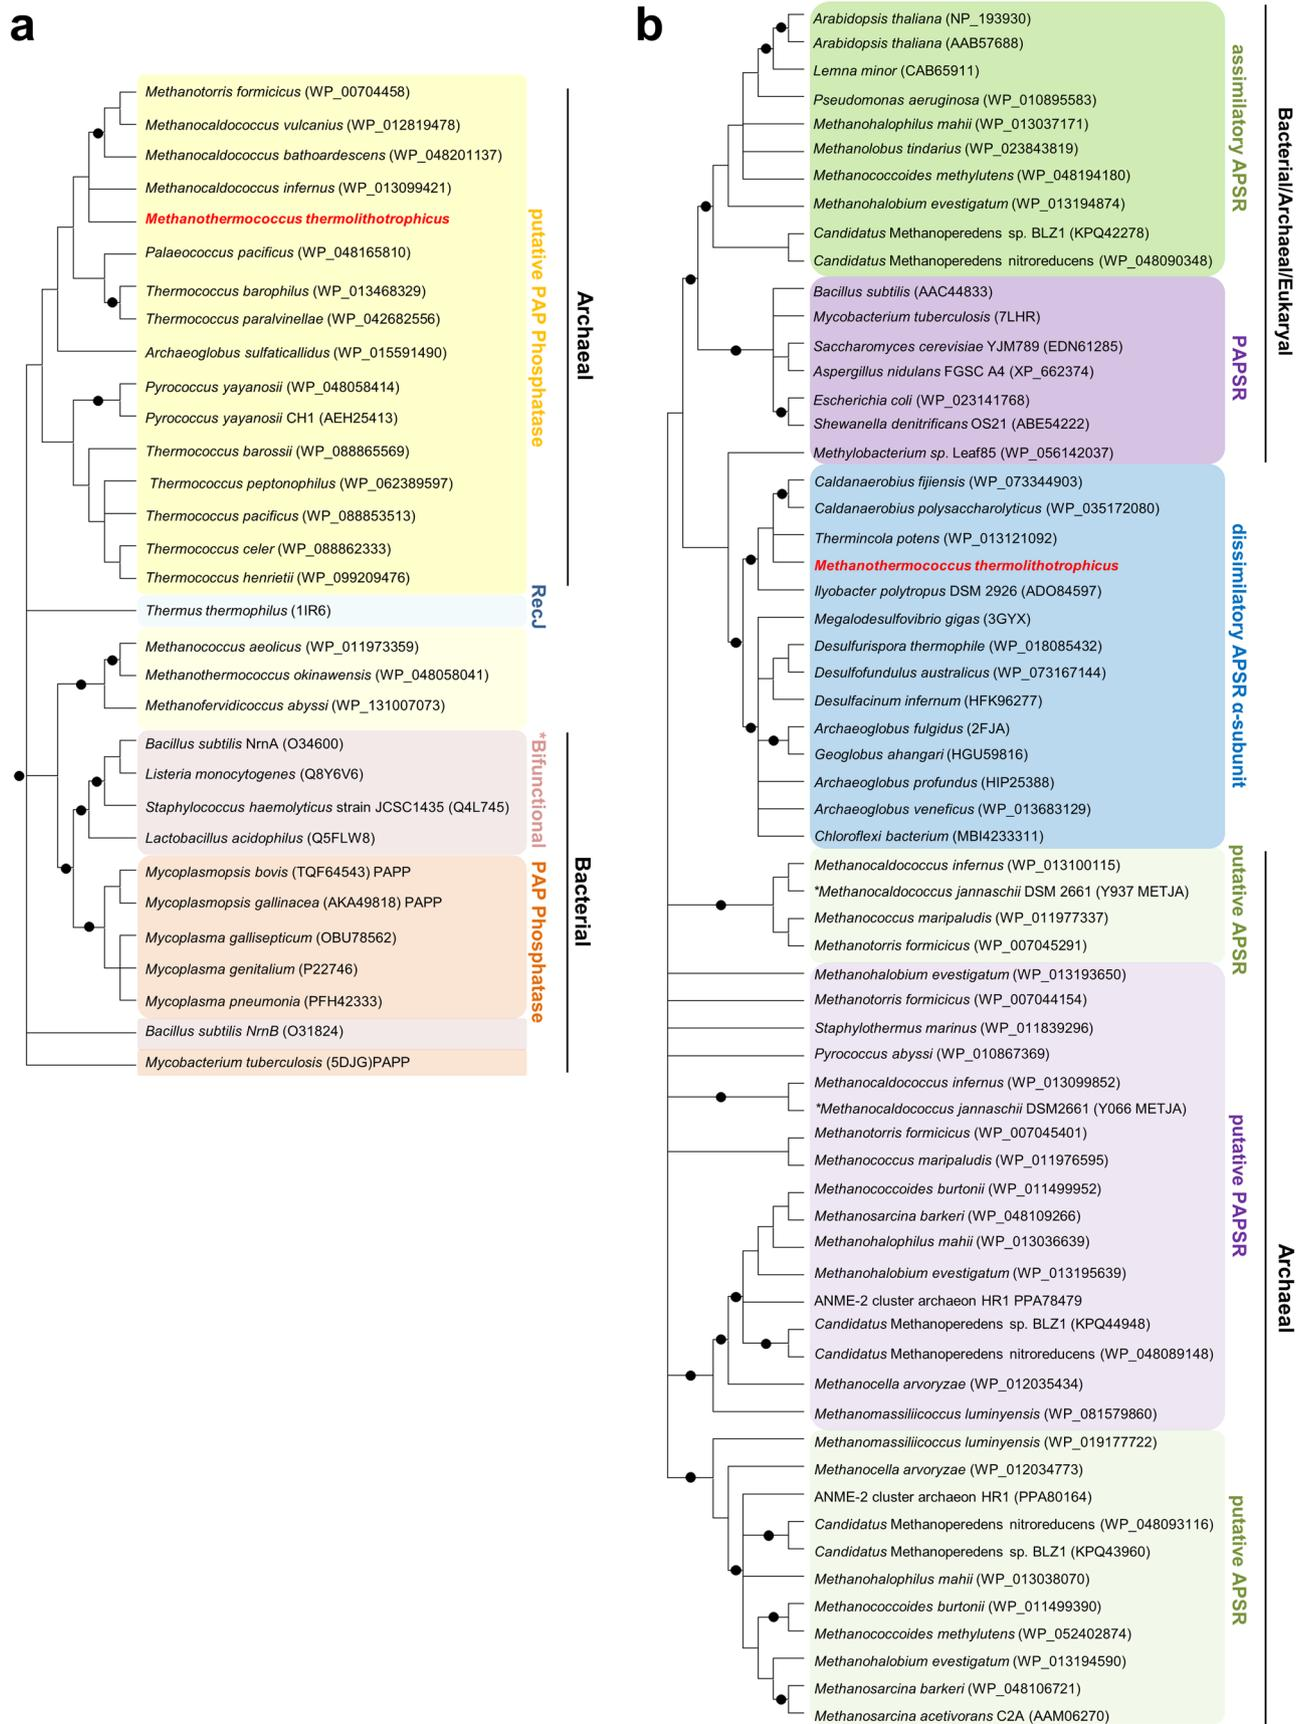 a
Methanotorris formicicus (WP_00704458)
Methanocaldococcus vulcanius (WP_012819478)
Methanocaldococcus bathoardescens (WP_048201137)
Methanocaldococcus infernus (WP_013099421)
Methanothermococcus thermolithotrophicus
Palaeococcus pacificus (WP_048165810)
Thermococcus barophilus (WP_013468329)
Thermococcus paralvinellae (WP_042682556)
Archaeoglobus sulfaticallidus (WP_015591490)
Pyrococcus yayanosii (WP_048058414)
Pyrococcus yayanosii CH1 (AEH25413)
Thermococcus barossii (WP_088865569)
Thermococcus peptonophilus (WP_062389597)
Thermococcus pacificus (WP_088853513)
Thermococcus celer (WP_088862333)
Thermococcus henrietii (WP_099209476)
putative PAP Phosphatase
Archaeal
Thermus thermophilus (1IR6)
RecJ
Methanococcus aeolicus (WP_011973359)
Methanothermococcus okinawensis (WP_048058041)
Methanofervidicoccus abyssi (WP_131007073)
Bacillus subtilis NrnA (O34600)
Listeria monocytogenes (Q8Y6V6)
Staphylococcus haemolyticus strain JCSC1435 (Q4L745)
Lactobacillus acidophilus (Q5FLW8)
*Bifunctional
Mycoplasmopsis bovis (TQF64543) PAPP
Mycoplasmopsis gallinacea (AKA49818) PAPP
Mycoplasma gallisepticum (OBU78562)
Mycoplasma genitalium (P22746)
Mycoplasma pneumonia (PFH42333)
PAP Phosphatase
Bacillus subtilis NrnB (O31824)
Mycobacterium tuberculosis (5DJG)PAPP
Bacterial
b
Arabidopsis thaliana (NP_193930)
Arabidopsis thaliana (AAB57688)
Lemna minor (CAB65911)
Pseudomonas aeruginosa (WP_010895583)
Methanohalophilus mahii (WP_013037171)
Methanolobus tindarius (WP_023843819)
Methanococcoides methylutens (WP_048194180)
Methanohalobium evestigatum (WP_013194874)
Candidatus Methanoperedens sp. BLZ1 (KPQ42278)
Candidatus Methanoperedens nitroreducens (WP_048090348)
assimilatory APSR
Bacillus subtilis (AAC44833)
Mycobacterium tuberculosis (7LHR)
Saccharomyces cerevisiae YJM789 (EDN61285)
Aspergillus nidulans FGSC A4 (XP_662374)
Escherichia coli (WP_023141768)
Shewanella denitrificans OS21 (ABE54222)
Methylobacterium sp. Leaf85 (WP_056142037)
PAPSR
Bacterial/Archaeal/Eukaryal
Caldanaerobius fijiensis (WP_073344903)
Caldanaerobius polysaccharolyticus (WP_035172080)
Thermincola potens (WP_013121092)
Methanothermococcus thermolithotrophicus
Ilyobacter polytropus DSM 2926 (ADO84597)
Megalodesulfovibrio gigas (3GYX)
Desulfurispora thermophile (WP_018085432)
Desulfofundulus australicus (WP_073167144)
Desulfacinum infernum (HFK96277)
Archaeoglobus fulgidus (2FJA)
Geoglobus ahangari (HGU59816)
Archaeoglobus profundus (HIP25388)
Archaeoglobus veneficus (WP_013683129)
Chloroflexi bacterium (MBI4233311)
dissimilatory APSR α-subunit
Methanocaldococcus infernus (WP_013100115)
*Methanocaldococcus jannaschii DSM 2661 (Y937 METJA)
Methanococcus maripaludis (WP_011977337)
Methanotorris formicicus (WP_007045291)
putative APSR
Methanohalobium evestigatum (WP_013193650)
Methanotorris formicicus (WP_007044154)
Staphylothermus marinus (WP_011839296)
Pyrococcus abyssi (WP_010867369)
Methanocaldococcus infernus (WP_013099852)
*Methanocaldococcus jannaschii DSM2661 (Y066 METJA)
Methanotorris formicicus (WP_007045401)
Methanococcus maripaludis (WP_011976595)
Methanococcoides burtonii (WP_011499952)
Methanosarcina barkeri (WP_048109266)
Methanohalophilus mahii (WP_013036639)
Methanohalobium evestigatum (WP_013195639)
ANME-2 cluster archaeon HR1 PPA78479
Candidatus Methanoperedens sp. BLZ1 (KPQ44948)
Candidatus Methanoperedens nitroreducens (WP_048089148)
Methanocella arvoryzae (WP_012035434)
Methanomassiliicoccus luminyensis (WP_081579860)
putative PAPSR
Methanomassiliicoccus luminyensis (WP_019177722)
Methanocella arvoryzae (WP_012034773)
ANME-2 cluster archaeon HR1 (PPA80164)
Candidatus Methanoperedens nitroreducens (WP_048093116)
Candidatus Methanoperedens sp. BLZ1 (KPQ43960)
Methanohalophilus mahii (WP_013038070)
Methanococcoides burtonii (WP_011499390)
Methanococcoides methylutens (WP_052402874)
Methanohalobium evestigatum (WP_013194590)
Methanosarcina barkeri (WP_048106721)
Methanosarcina acetivorans C2A (AAM06270)
putative APSR
Archaeal